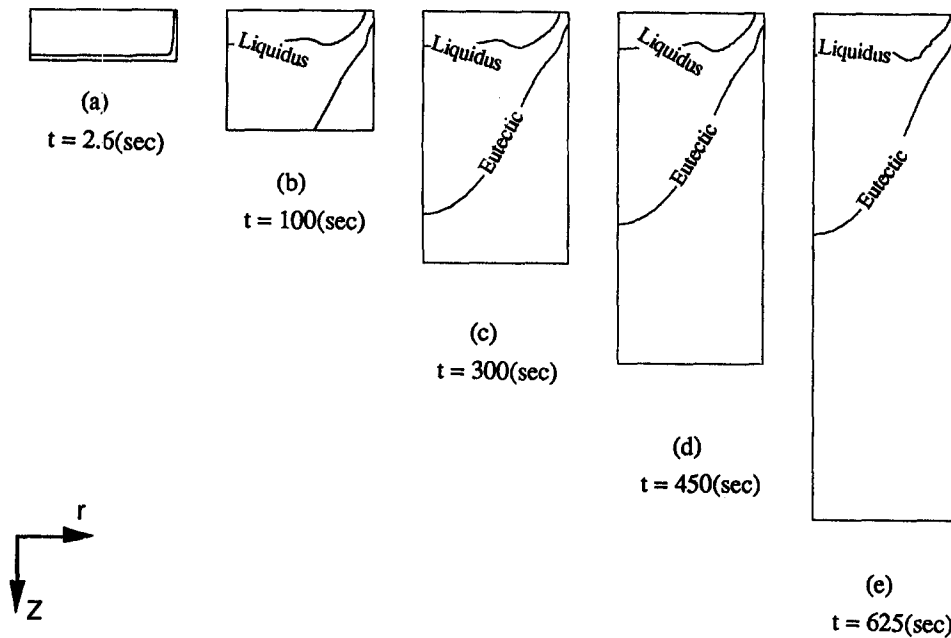 (a)
t = 2.6(sec)
Liquidus
(b)
t = 100(sec)
Liquidus
Eutectic
(c)
t = 300(sec)
Liquidus
Eutectic
(d)
t = 450(sec)
Liquidus
Eutectic
(e)
t = 625(sec)
r
Z